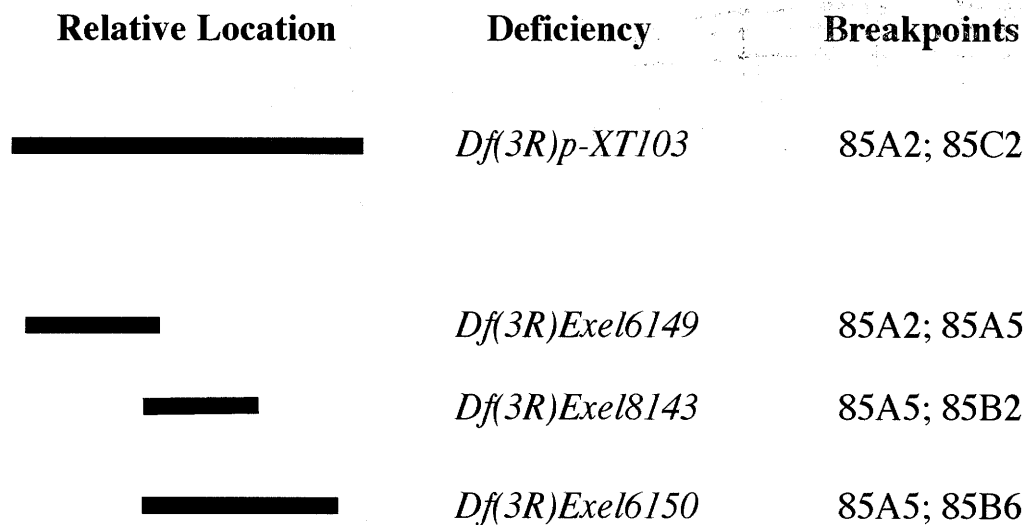 Relative Location Deficiency Breakpoints
Df(3R)p-XT103 85A2; 85C2
Df(3R)Exel6149 85A2; 85A5
Df(3R)Exel8143 85A5; 85B2
Df(3R)Exel6150 85A5; 85B6